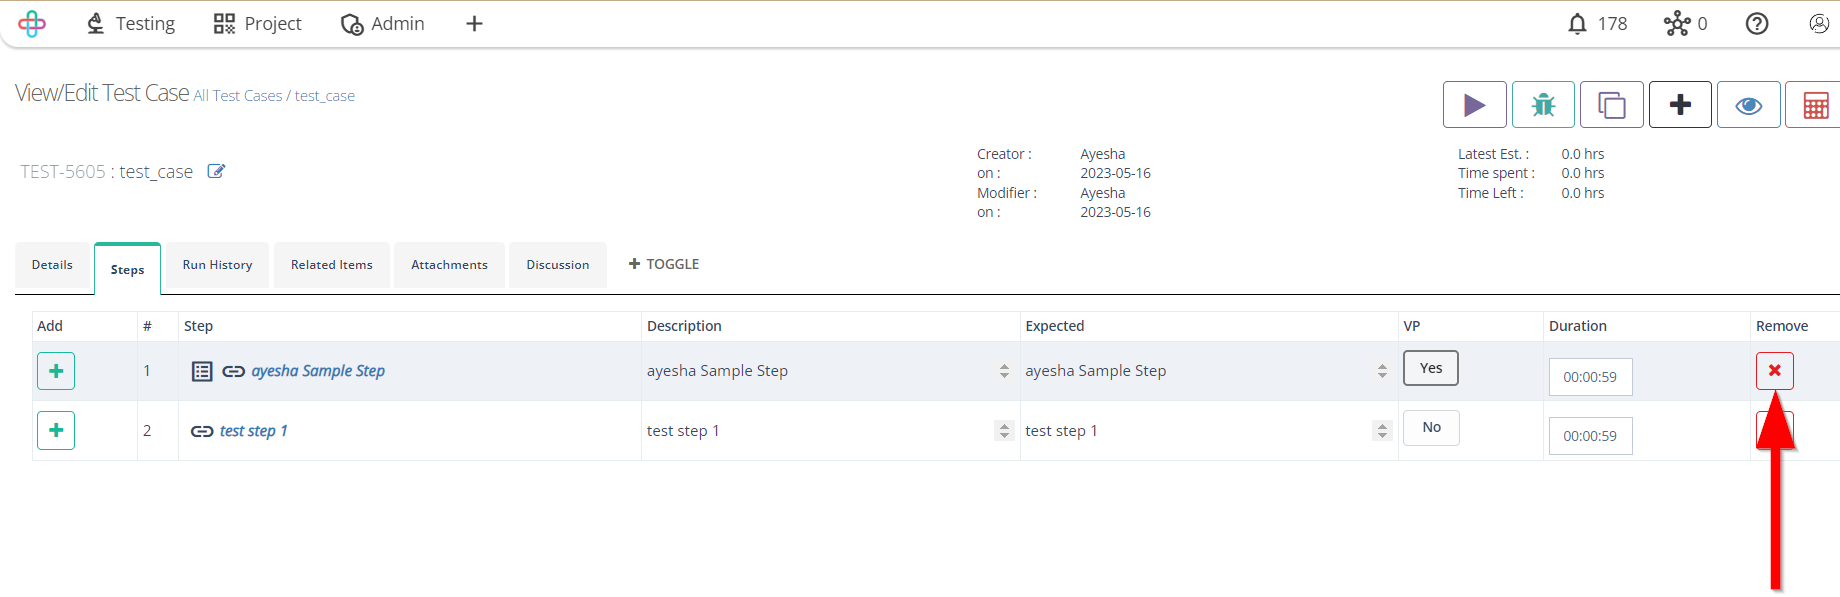 Testing Project Admin 178 0
View/Edit Test Case All Test Cases / test_case
TEST-5605 : test_case
Creator : Ayesha
on : 2023-05-16
Modifier : Ayesha
on : 2023-05-16
Latest Est. : 0.0 hrs
Time spent : 0.0 hrs
Time Left : 0.0 hrs
Details Steps Run History Related Items Attachments Discussion TOGGLE
Add # Step Description Expected VP Duration Remove
1 ayesha Sample Step ayesha Sample Step ayesha Sample Step Yes 00:00:59
2 test step 1 test step 1 test step 1 No 00:00:59